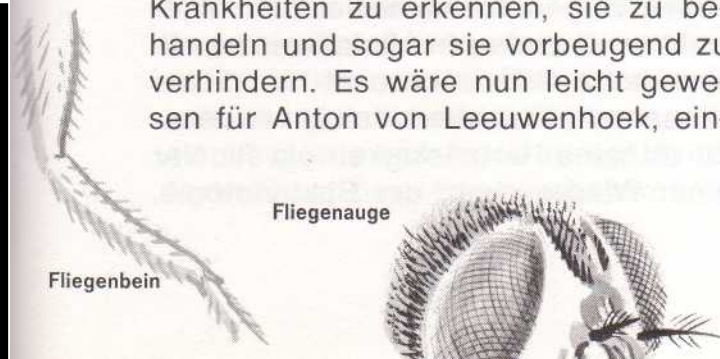 Krankheiten zu erkennen, sie zu be-
handeln und sogar sie vorbeugend zu
verhindern. Es wäre nun leicht gewe-
sen für Anton von Leeuwenhoek, ein-
Fliegenauge
Fliegenbein